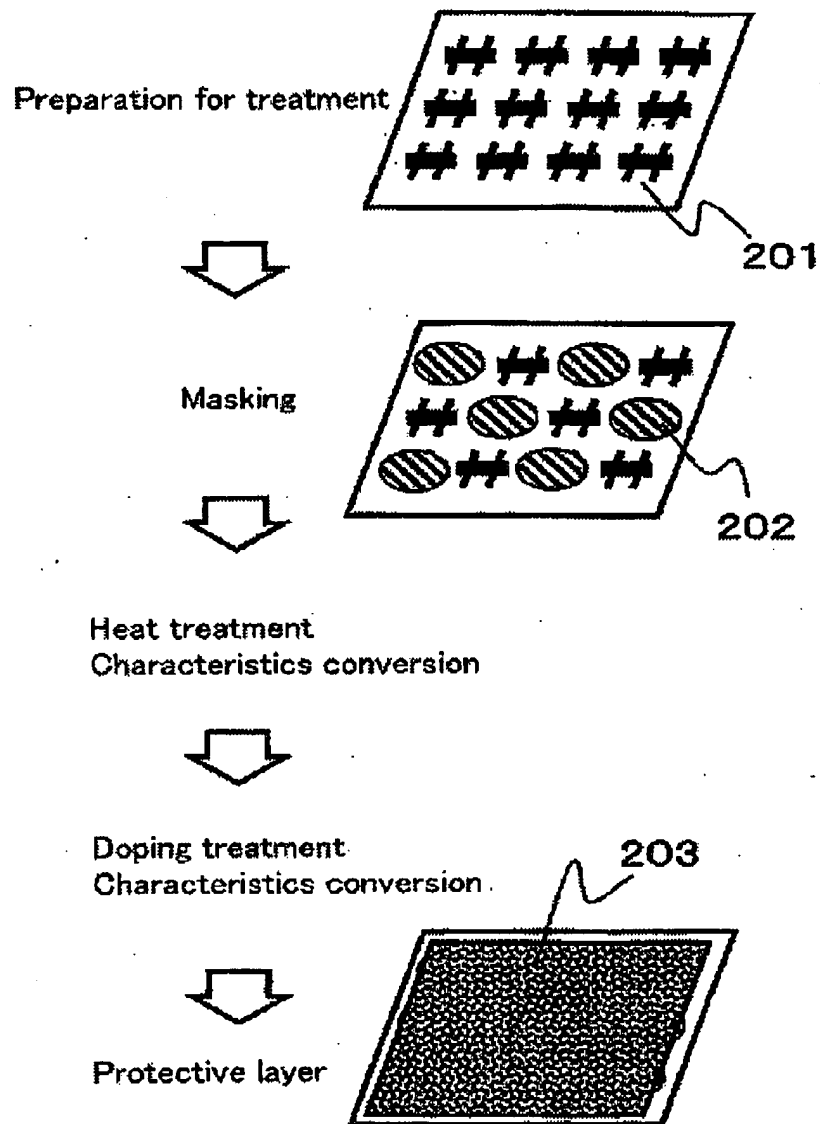 Preparation for treatment
201
Masking
202
Heat treatment
Characteristics conversion
Doping treatment
Characteristics conversion
203
Protective layer